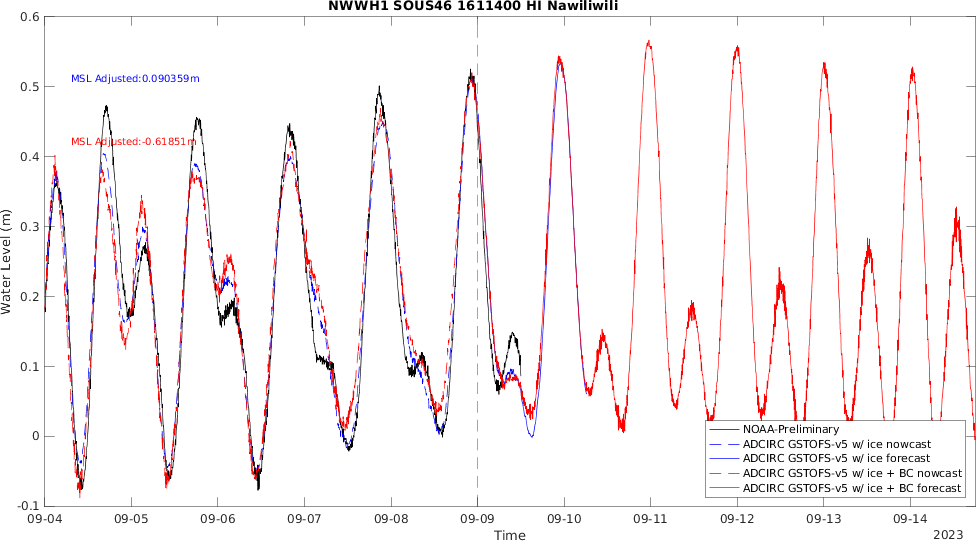 NWWH1 SOUS46 1611400 HI Nawiliwili
0.6
0.5
0.4
0.3
0.2
0.1
0
-0.1
Water Level (m)
MSL Adjusted:0.090359m
MSL Adjusted:-0.61851m
NOAA-Preliminary
ADCIRC GSTOFS-v5 w/ ice nowcast
ADCIRC GSTOFS-v5 w/ ice forecast
ADCIRC GSTOFS-v5 w/ ice + BC nowcast
ADCIRC GSTOFS-v5 w/ ice + BC forecast
09-04 09-05 09-06 09-07 09-08 09-09 09-10 09-11 09-12 09-13 09-14
Time
2023